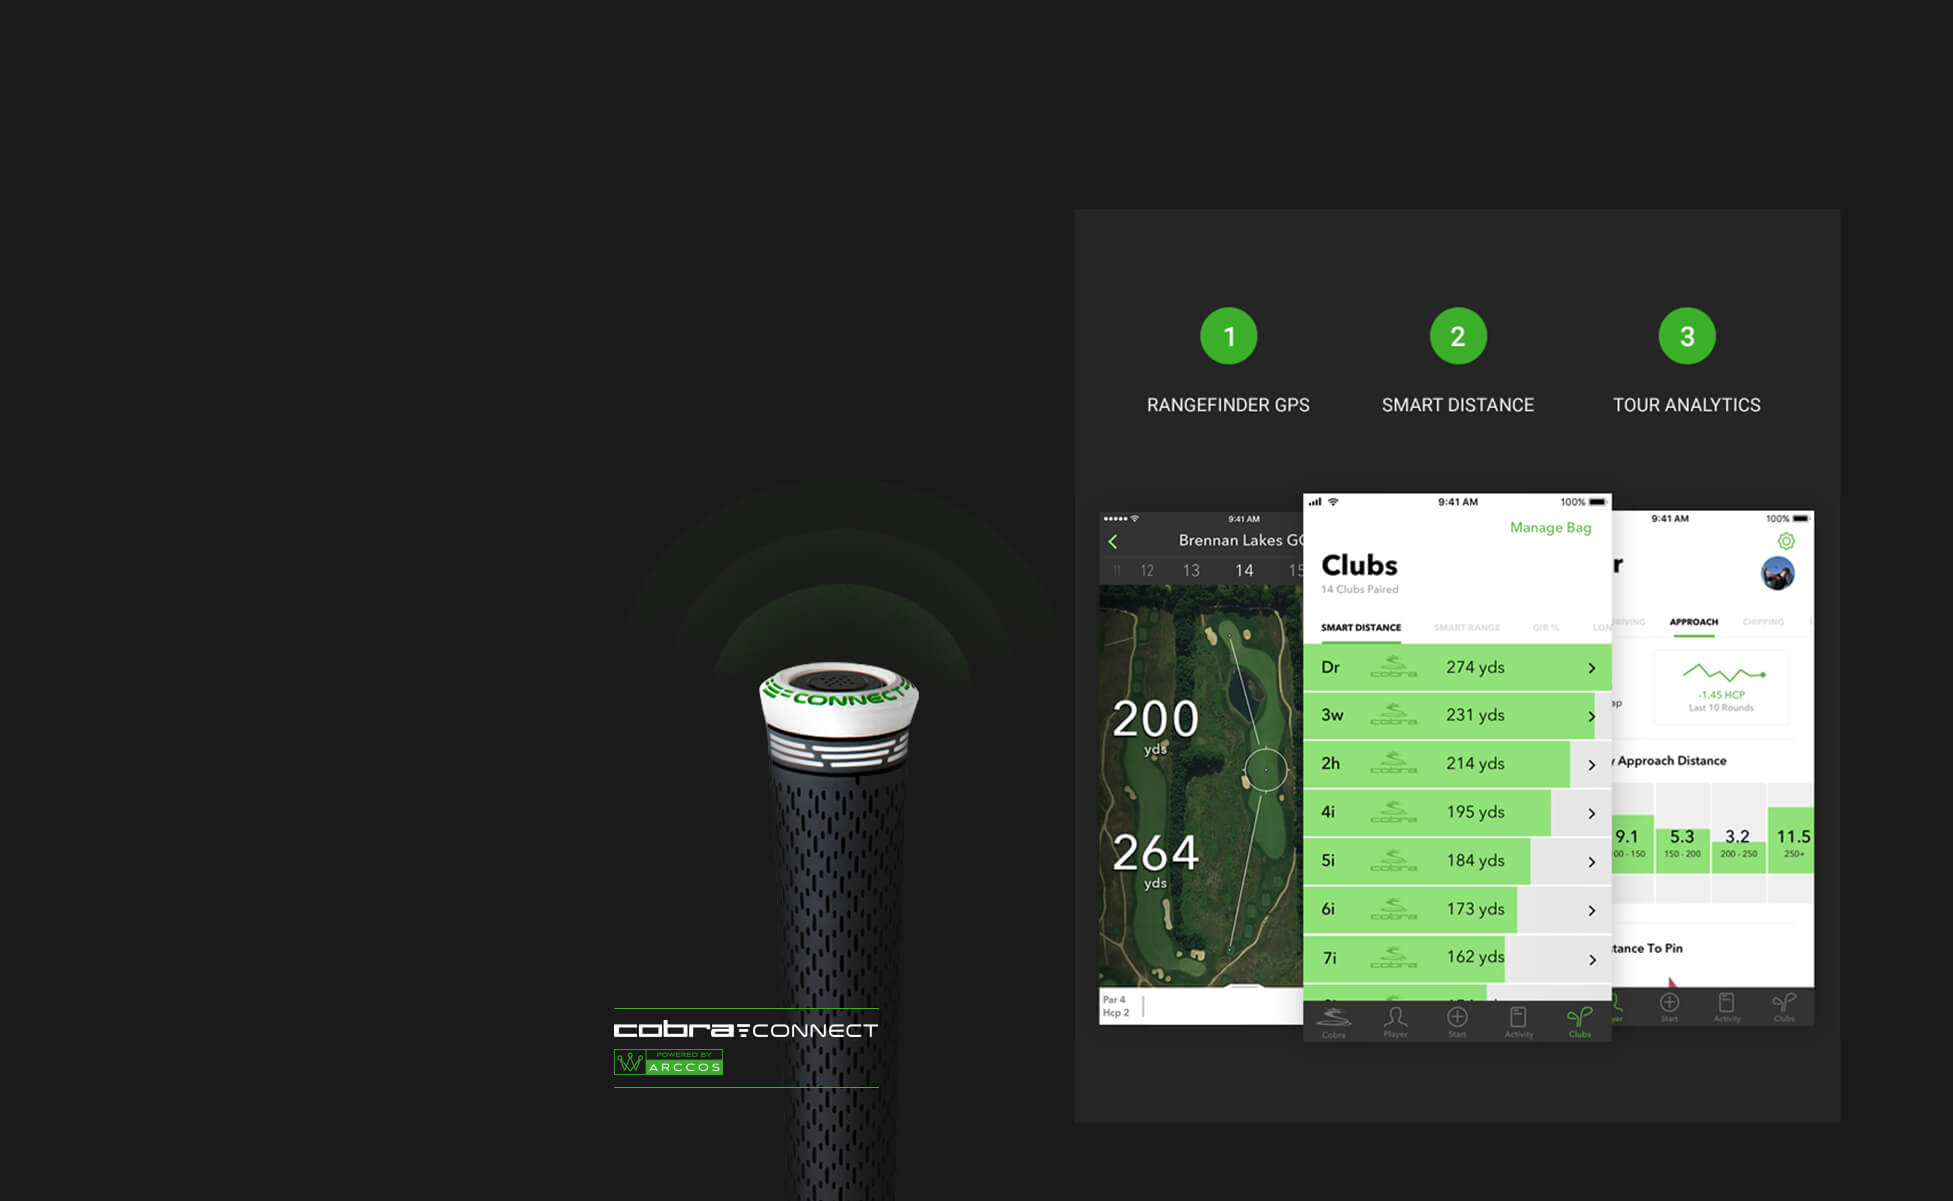 1
RANGEFINDER GPS
2
SMART DISTANCE
3
TOUR ANALYTICS
CONNECT
cobra CONNECT
POWERED BY
ARCCOS
9:41 AM
Brennan Lakes GC
11 12 13 14 15
200
yds
264
yds
Par 4
Hcp 2
9:41 AM 100%
Manage Bag
Clubs
14 Clubs Paired
SMART DISTANCE SMART RANGE GIR % LON
Dr cobra 274 yds
3w cobra 231 yds
2h cobra 214 yds
4i cobra 195 yds
5i cobra 184 yds
6i cobra 173 yds
7i cobra 162 yds
Cobra Player Start Activity Clubs
9:41 AM 100%
r
RIVING APPROACH CHIPPING
ap
-1.45 HCP
Last 10 Rounds
y Approach Distance
9.1 5.3 3.2 11.5
00 - 150 150 - 200 200 - 250 250+
tance To Pin
yer Start Activity Clubs